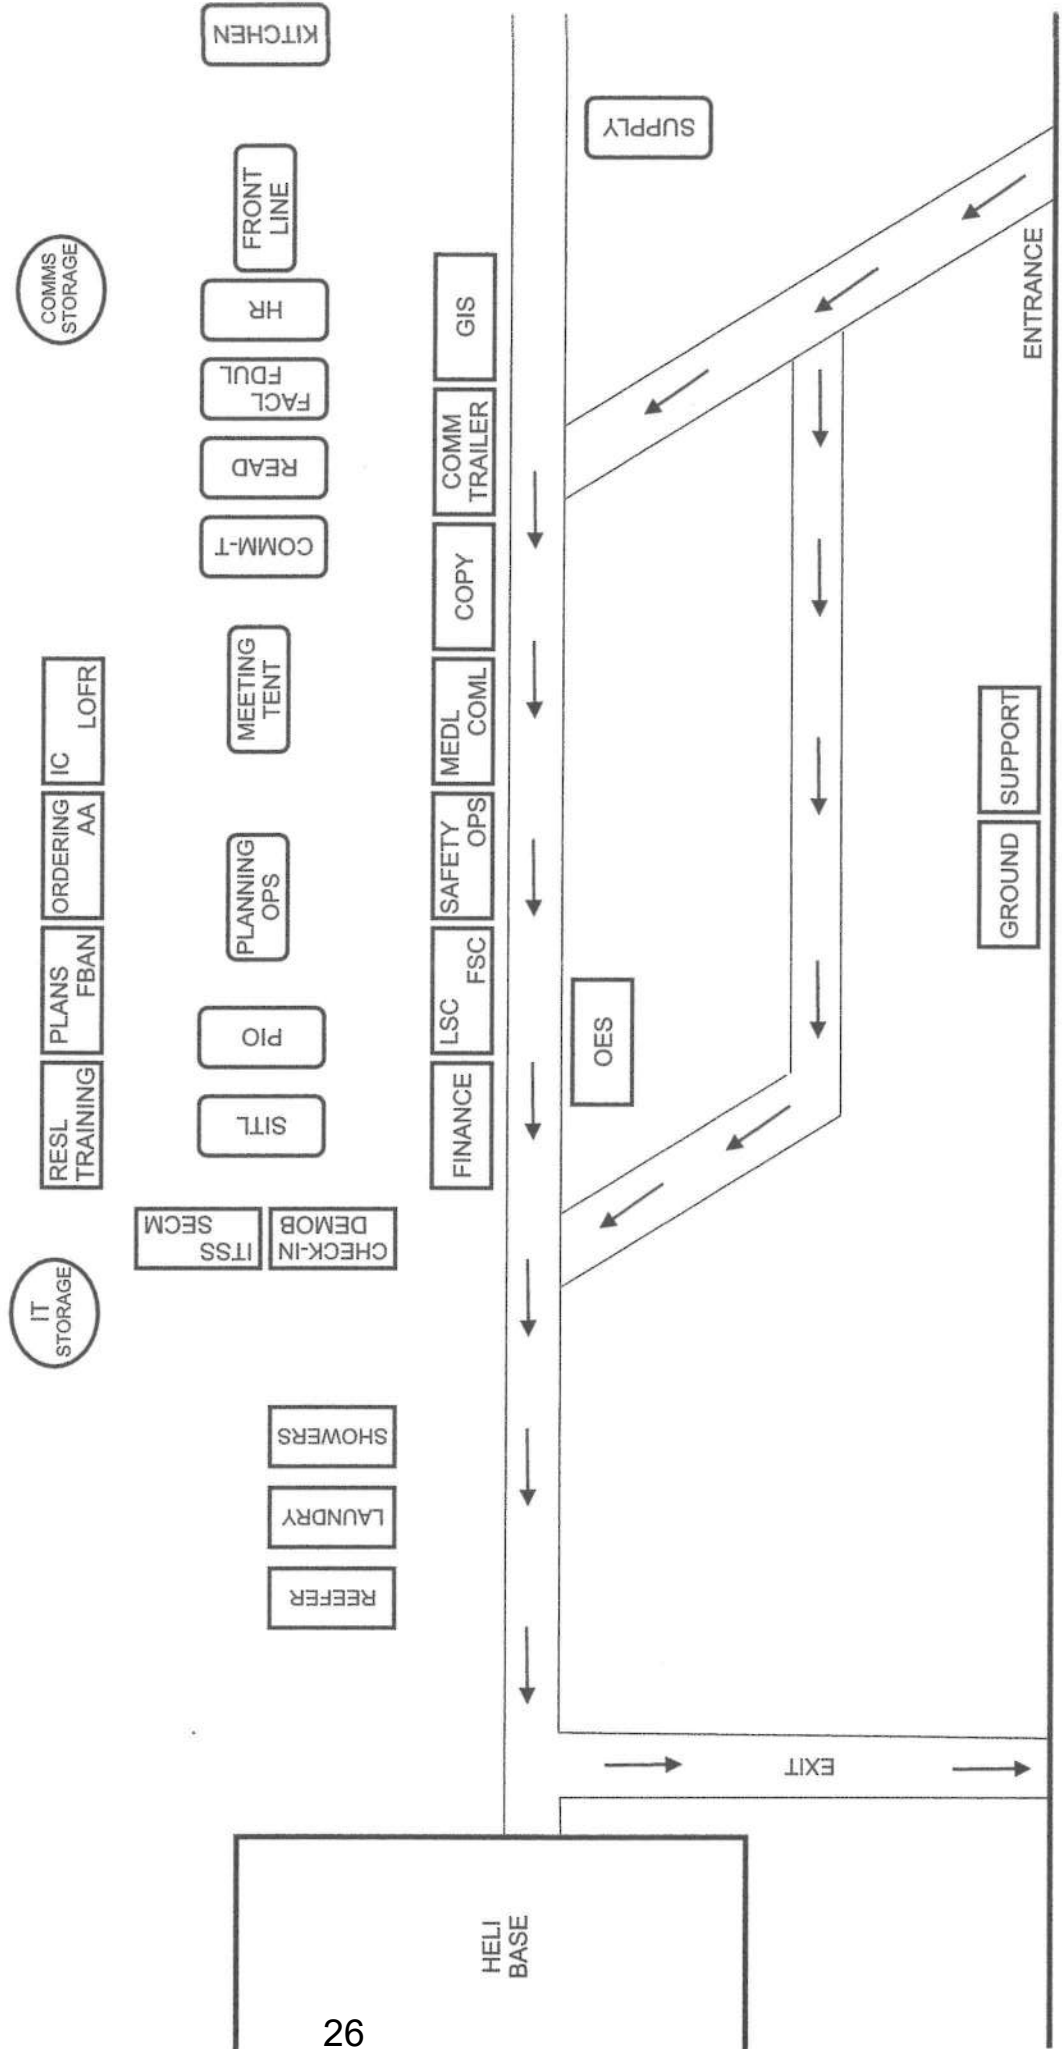 KITCHEN
SUPPLY
FRONT
LINE
COMMS
STORAGE
HR
GIS
ENTRANCE
FACL
FDUL
READ
COMM
TRAILER
COMM-T
COPY
IC
LOFR
MEETING
TENT
MEDL
COML
SUPPORT
ORDERING
AA
PLANNING
OPS
SAFETY
OPS
GROUND
PLANS
FBAN
PIO
LSC
FSC
OES
RESL
TRAINING
SITL
FINANCE
ITSS
SECM
CHECK-IN
DEMOB
IT
STORAGE
SHOWERS
LAUNDRY
REEFER
EXIT
HELI
BASE
26